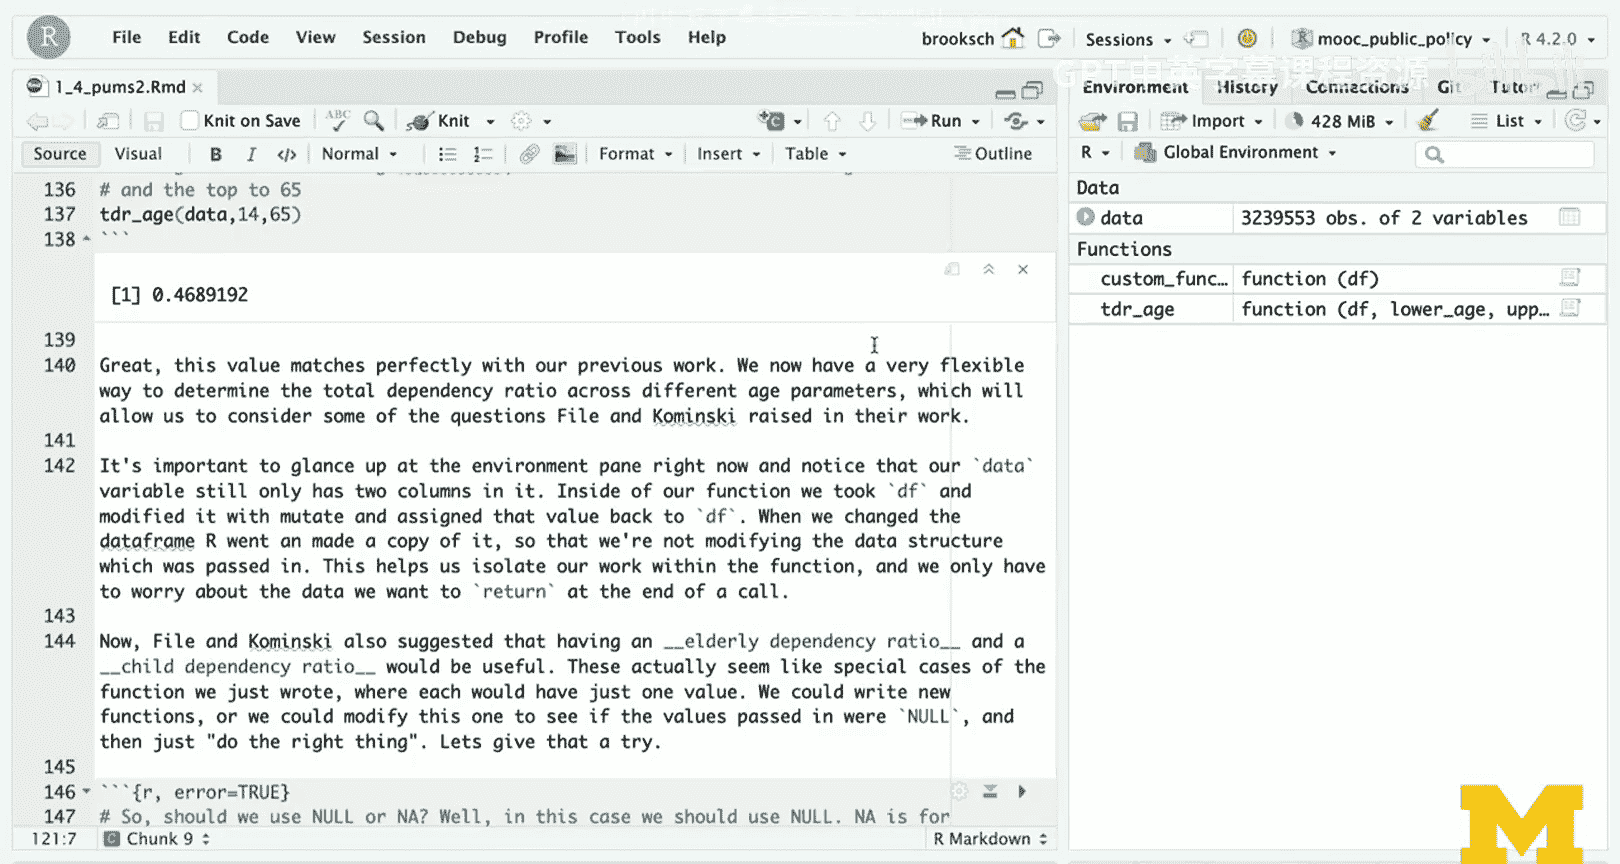 R File Edit Code View Session Debug Profile Tools Help brooksch Sessions mooc_public_policy R 4.2.0
GPT中英字幕课程资源
1_4_pums2.Rmd
Environment History Connections Git Tutor
Knit on Save ABC Knit Run
Import 428 MiB List
Source Visual B I </> Normal Format Insert Table Outline
R Global Environment
136 # and the top to 65
137 tdr_age(data,14,65)
138 ```
[1] 0.4689192
139
140 Great, this value matches perfectly with our previous work. We now have a very flexible
way to determine the total dependency ratio across different age parameters, which will
allow us to consider some of the questions File and Kominski raised in their work.
141
142 It's important to glance up at the environment pane right now and notice that our `data`
variable still only has two columns in it. Inside of our function we took `df` and
modified it with mutate and assigned that value back to `df`. When we changed the
dataframe R went an made a copy of it, so that we're not modifying the data structure
which was passed in. This helps us isolate our work within the function, and we only have
to worry about the data we want to `return` at the end of a call.
143
144 Now, File and Kominski also suggested that having an __elderly dependency ratio__ and a
__child dependency ratio__ would be useful. These actually seem like special cases of the
function we just wrote, where each would have just one value. We could write new
functions, or we could modify this one to see if the values passed in were `NULL`, and
then just "do the right thing". Lets give that a try.
145
146 ```{r, error=TRUE}
147 # So, should we use NULL or NA? Well, in this case we should use NULL. NA is for
121:7 C Chunk 9 R Markdown
Data
data 3239553 obs. of 2 variables
Functions
custom_func… function (df)
tdr_age function (df, lower_age, upp…
M